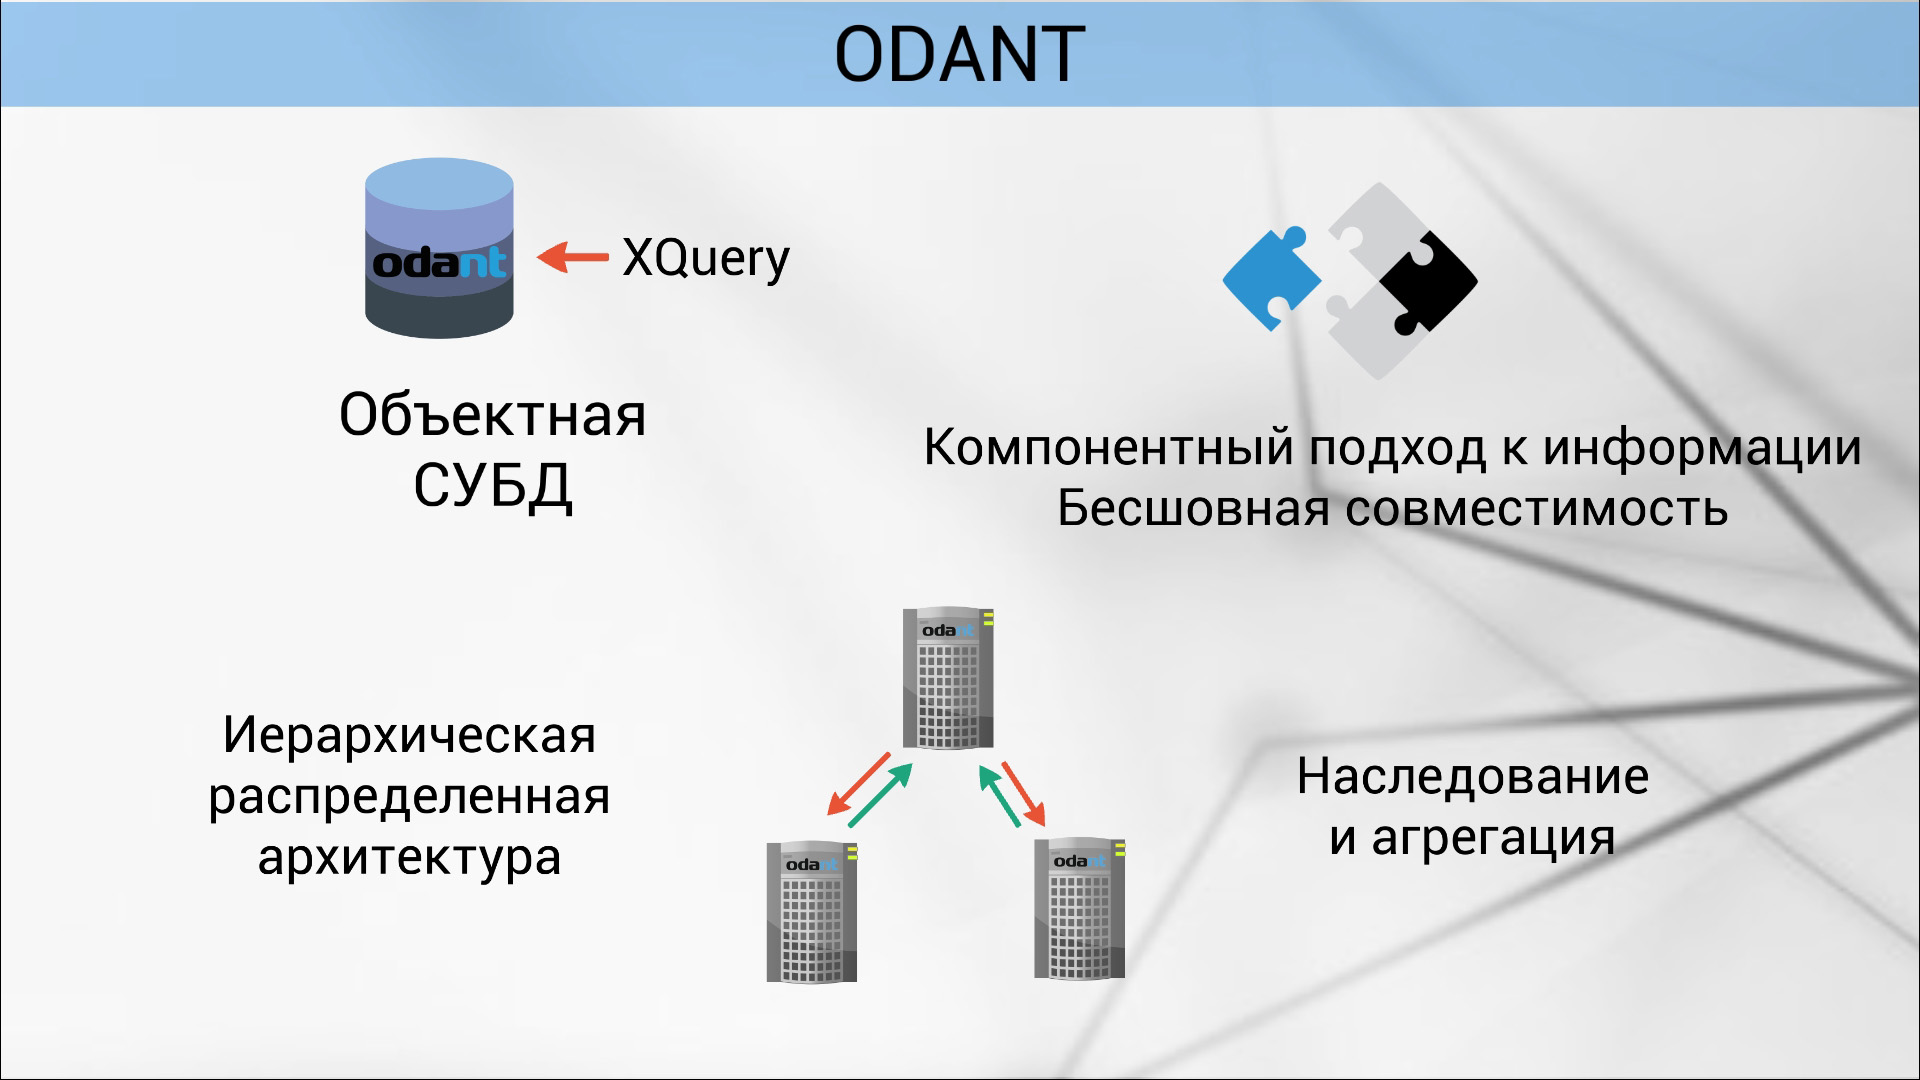 ODANT
odant
XQuery
Объектная
СУБД
Компонентный подход к информации
Бесшовная совместимость
odant
Иерархическая
распределенная
архитектура
Наследование
и агрегация
odant
odant